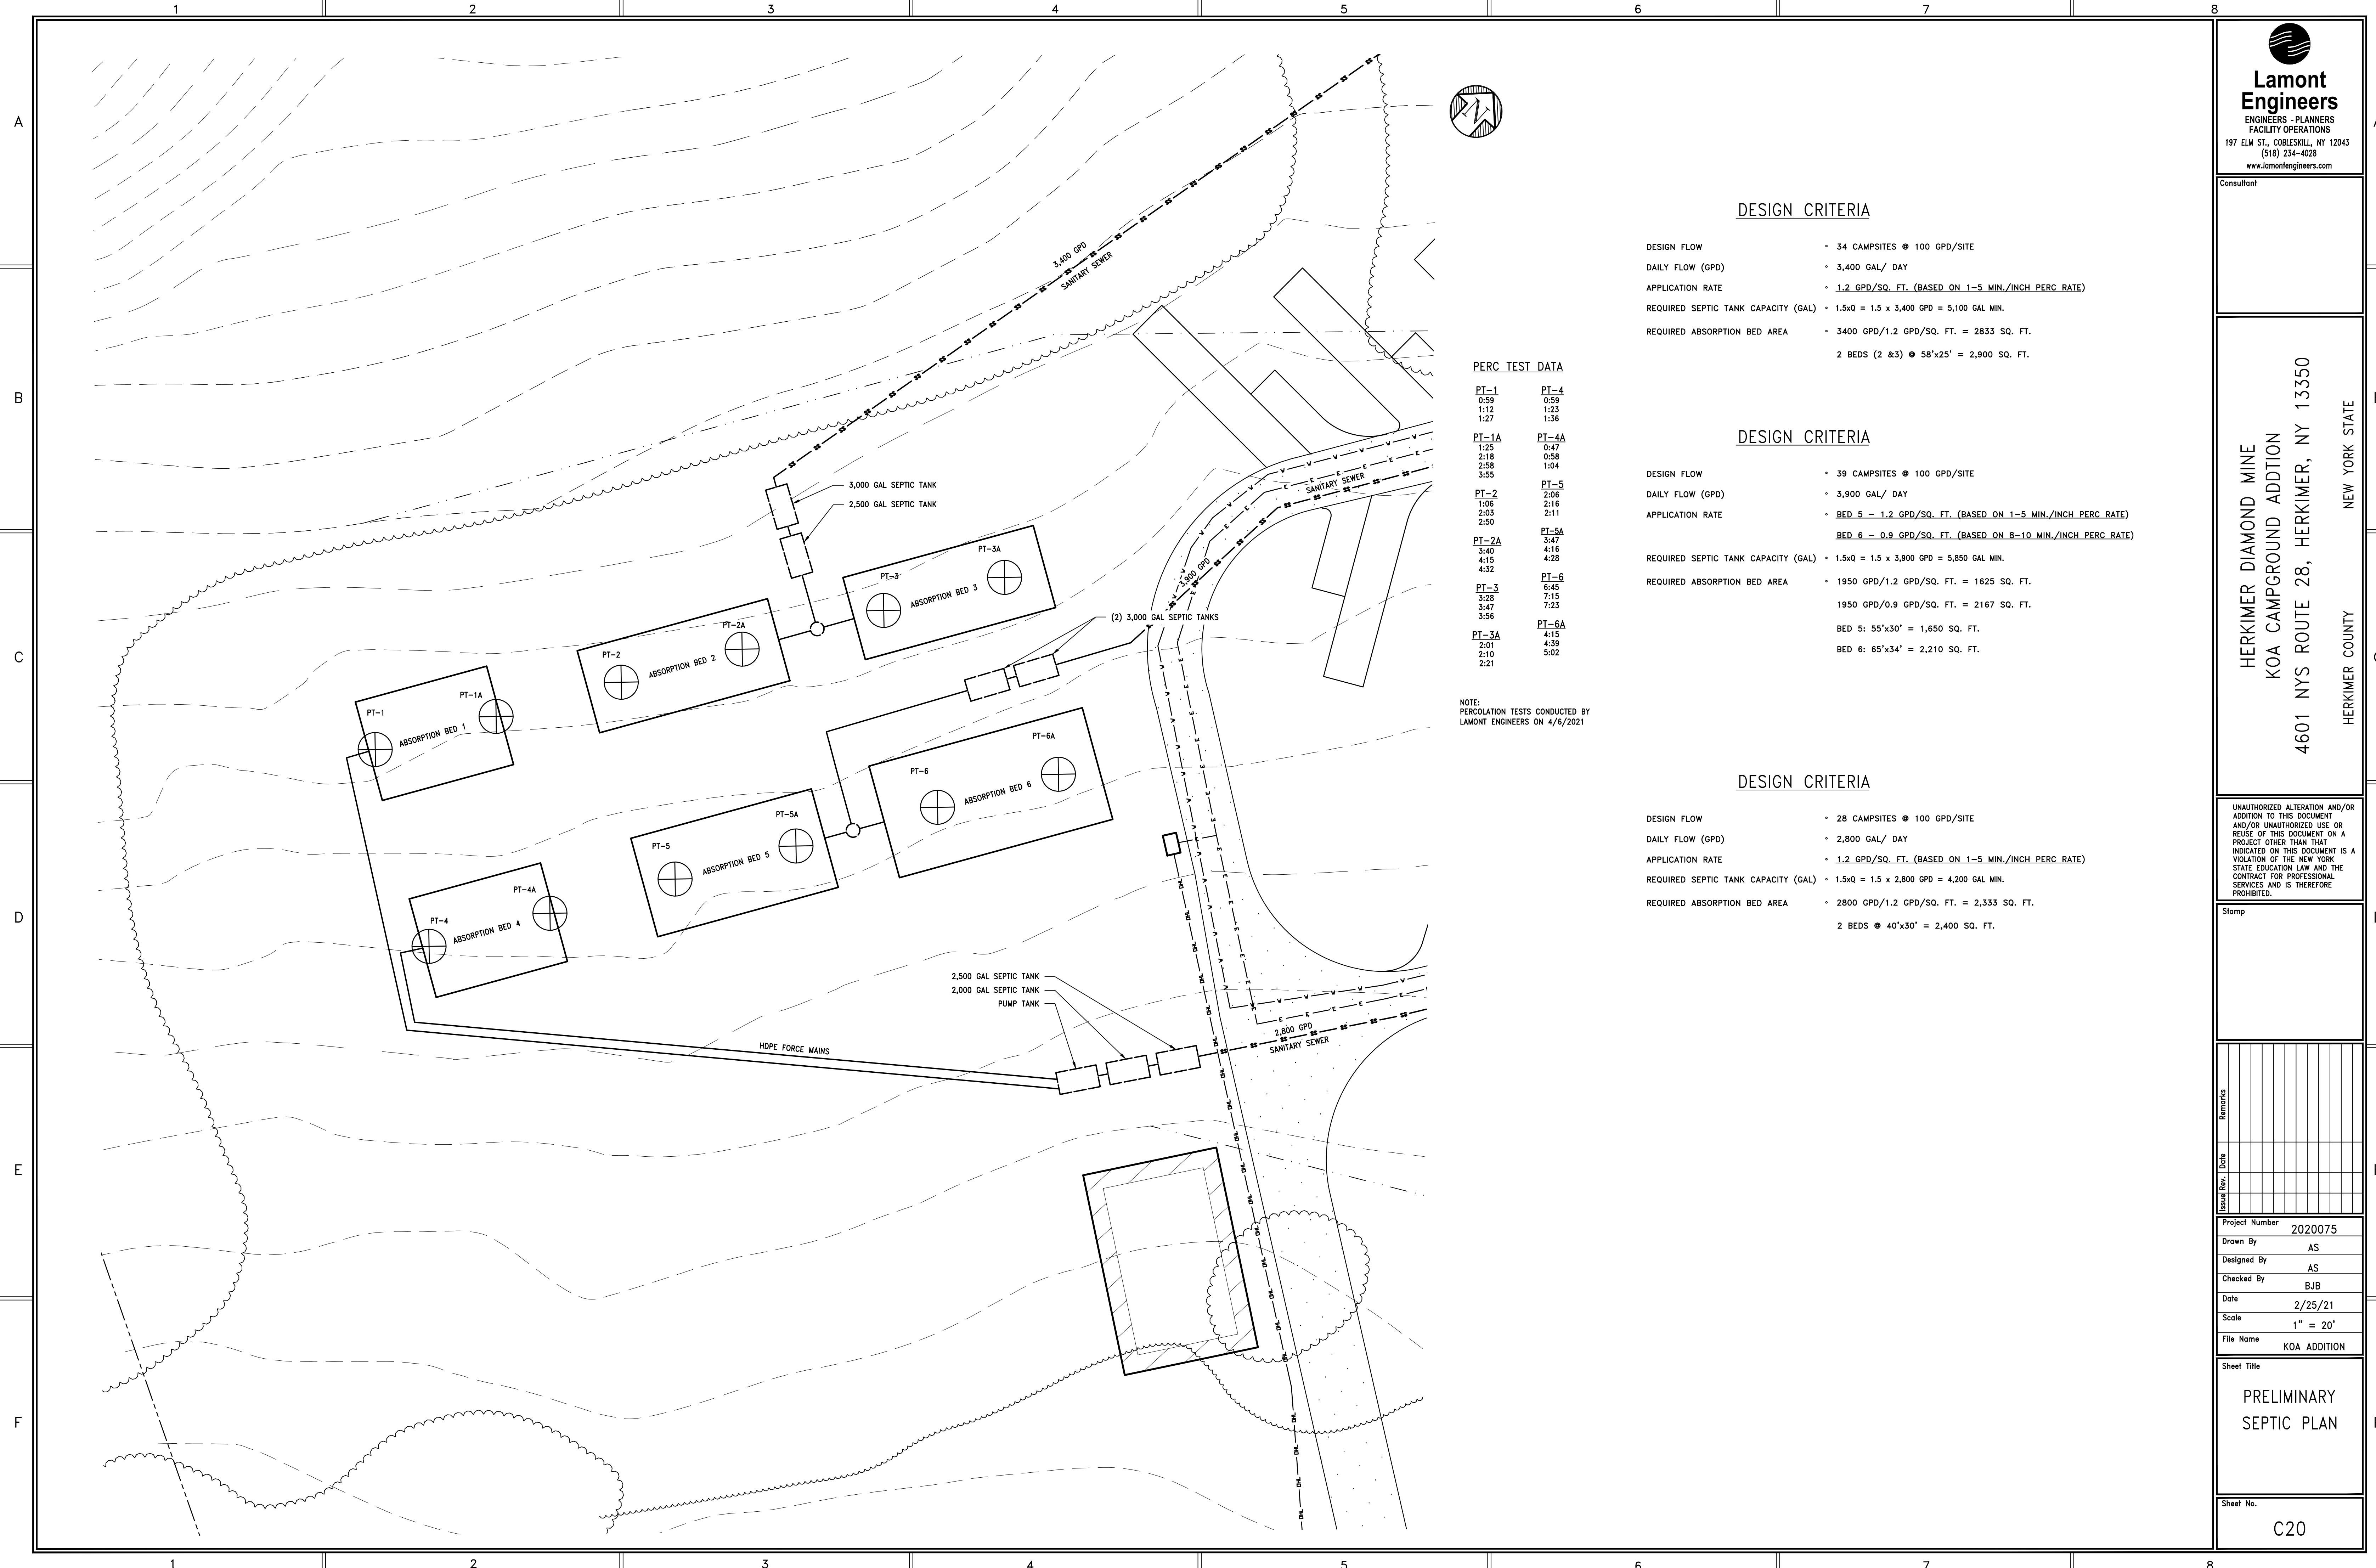 1 2 3 4 5 6 7 8
A
B
C
D
E
F
3,400 GPD
SANITARY SEWER
3,000 GAL SEPTIC TANK
2,500 GAL SEPTIC TANK
PT-3A
PT-3
ABSORPTION BED 3
PT-2A
PT-2
ABSORPTION BED 2
PT-1A
PT-1
ABSORPTION BED 1
SANITARY SEWER
3,900 GPD
(2) 3,000 GAL SEPTIC TANKS
PT-6A
PT-6
ABSORPTION BED 6
PT-5A
PT-5
ABSORPTION BED 5
PT-4A
PT-4
ABSORPTION BED 4
2,500 GAL SEPTIC TANK
2,000 GAL SEPTIC TANK
PUMP TANK
HDPE FORCE MAINS
2,800 GPD
SANITARY SEWER
N
PERC TEST DATA
PT-1
0:59
1:12
1:27
PT-1A
1:25
2:18
2:58
3:55
PT-2
1:06
2:03
2:50
PT-2A
3:40
4:15
4:32
PT-3
3:28
3:47
3:56
PT-3A
2:01
2:10
2:21
PT-4
0:59
1:23
1:36
PT-4A
0:47
0:58
1:04
PT-5
2:06
2:16
2:11
PT-5A
3:47
4:16
4:28
PT-6
6:45
7:15
7:23
PT-6A
4:15
4:39
5:02
NOTE:
PERCOLATION TESTS CONDUCTED BY
LAMONT ENGINEERS ON 4/6/2021
DESIGN CRITERIA
DESIGN FLOW = 34 CAMPSITES @ 100 GPD/SITE
DAILY FLOW (GPD) = 3,400 GAL/ DAY
APPLICATION RATE = 1.2 GPD/SQ. FT. (BASED ON 1-5 MIN./INCH PERC RATE)
REQUIRED SEPTIC TANK CAPACITY (GAL) = 1.5xQ = 1.5 x 3,400 GPD = 5,100 GAL MIN.
REQUIRED ABSORPTION BED AREA = 3400 GPD/1.2 GPD/SQ. FT. = 2833 SQ. FT.
2 BEDS (2 &3) @ 58'x25' = 2,900 SQ. FT.
DESIGN CRITERIA
DESIGN FLOW = 39 CAMPSITES @ 100 GPD/SITE
DAILY FLOW (GPD) = 3,900 GAL/ DAY
APPLICATION RATE = BED 5 - 1.2 GPD/SQ. FT. (BASED ON 1-5 MIN./INCH PERC RATE)
BED 6 - 0.9 GPD/SQ. FT. (BASED ON 8-10 MIN./INCH PERC RATE)
REQUIRED SEPTIC TANK CAPACITY (GAL) = 1.5xQ = 1.5 x 3,900 GPD = 5,850 GAL MIN.
REQUIRED ABSORPTION BED AREA = 1950 GPD/1.2 GPD/SQ. FT. = 1625 SQ. FT.
1950 GPD/0.9 GPD/SQ. FT. = 2167 SQ. FT.
BED 5: 55'x30' = 1,650 SQ. FT.
BED 6: 65'x34' = 2,210 SQ. FT.
DESIGN CRITERIA
DESIGN FLOW = 28 CAMPSITES @ 100 GPD/SITE
DAILY FLOW (GPD) = 2,800 GAL/ DAY
APPLICATION RATE = 1.2 GPD/SQ. FT. (BASED ON 1-5 MIN./INCH PERC RATE)
REQUIRED SEPTIC TANK CAPACITY (GAL) = 1.5xQ = 1.5 x 2,800 GPD = 4,200 GAL MIN.
REQUIRED ABSORPTION BED AREA = 2800 GPD/1.2 GPD/SQ. FT. = 2,333 SQ. FT.
2 BEDS @ 40'x30' = 2,400 SQ. FT.
Lamont
Engineers
ENGINEERS - PLANNERS
FACILITY OPERATIONS
197 ELM ST., COBLESKILL, NY 12043
(518) 234-4028
www.lamontengineers.com
Consultant
HERKIMER DIAMOND MINE
KOA CAMPGROUND ADDTION
4601 NYS ROUTE 28, HERKIMER, NY 13350
HERKIMER COUNTY NEW YORK STATE
UNAUTHORIZED ALTERATION AND/OR
ADDITION TO THIS DOCUMENT
AND/OR UNAUTHORIZED USE OR
REUSE OF THIS DOCUMENT ON A
PROJECT OTHER THAN THAT
INDICATED ON THIS DOCUMENT IS A
VIOLATION OF THE NEW YORK
STATE EDUCATION LAW AND THE
CONTRACT FOR PROFESSIONAL
SERVICES AND IS THEREFORE
PROHIBITED.
Stamp
Issue Rev. Date Remarks
Project Number 2020075
Drawn By AS
Designed By AS
Checked By BJB
Date 2/25/21
Scale 1" = 20'
File Name KOA ADDITION
Sheet Title
PRELIMINARY
SEPTIC PLAN
Sheet No.
C20
1 2 3 4 5 6 7 8